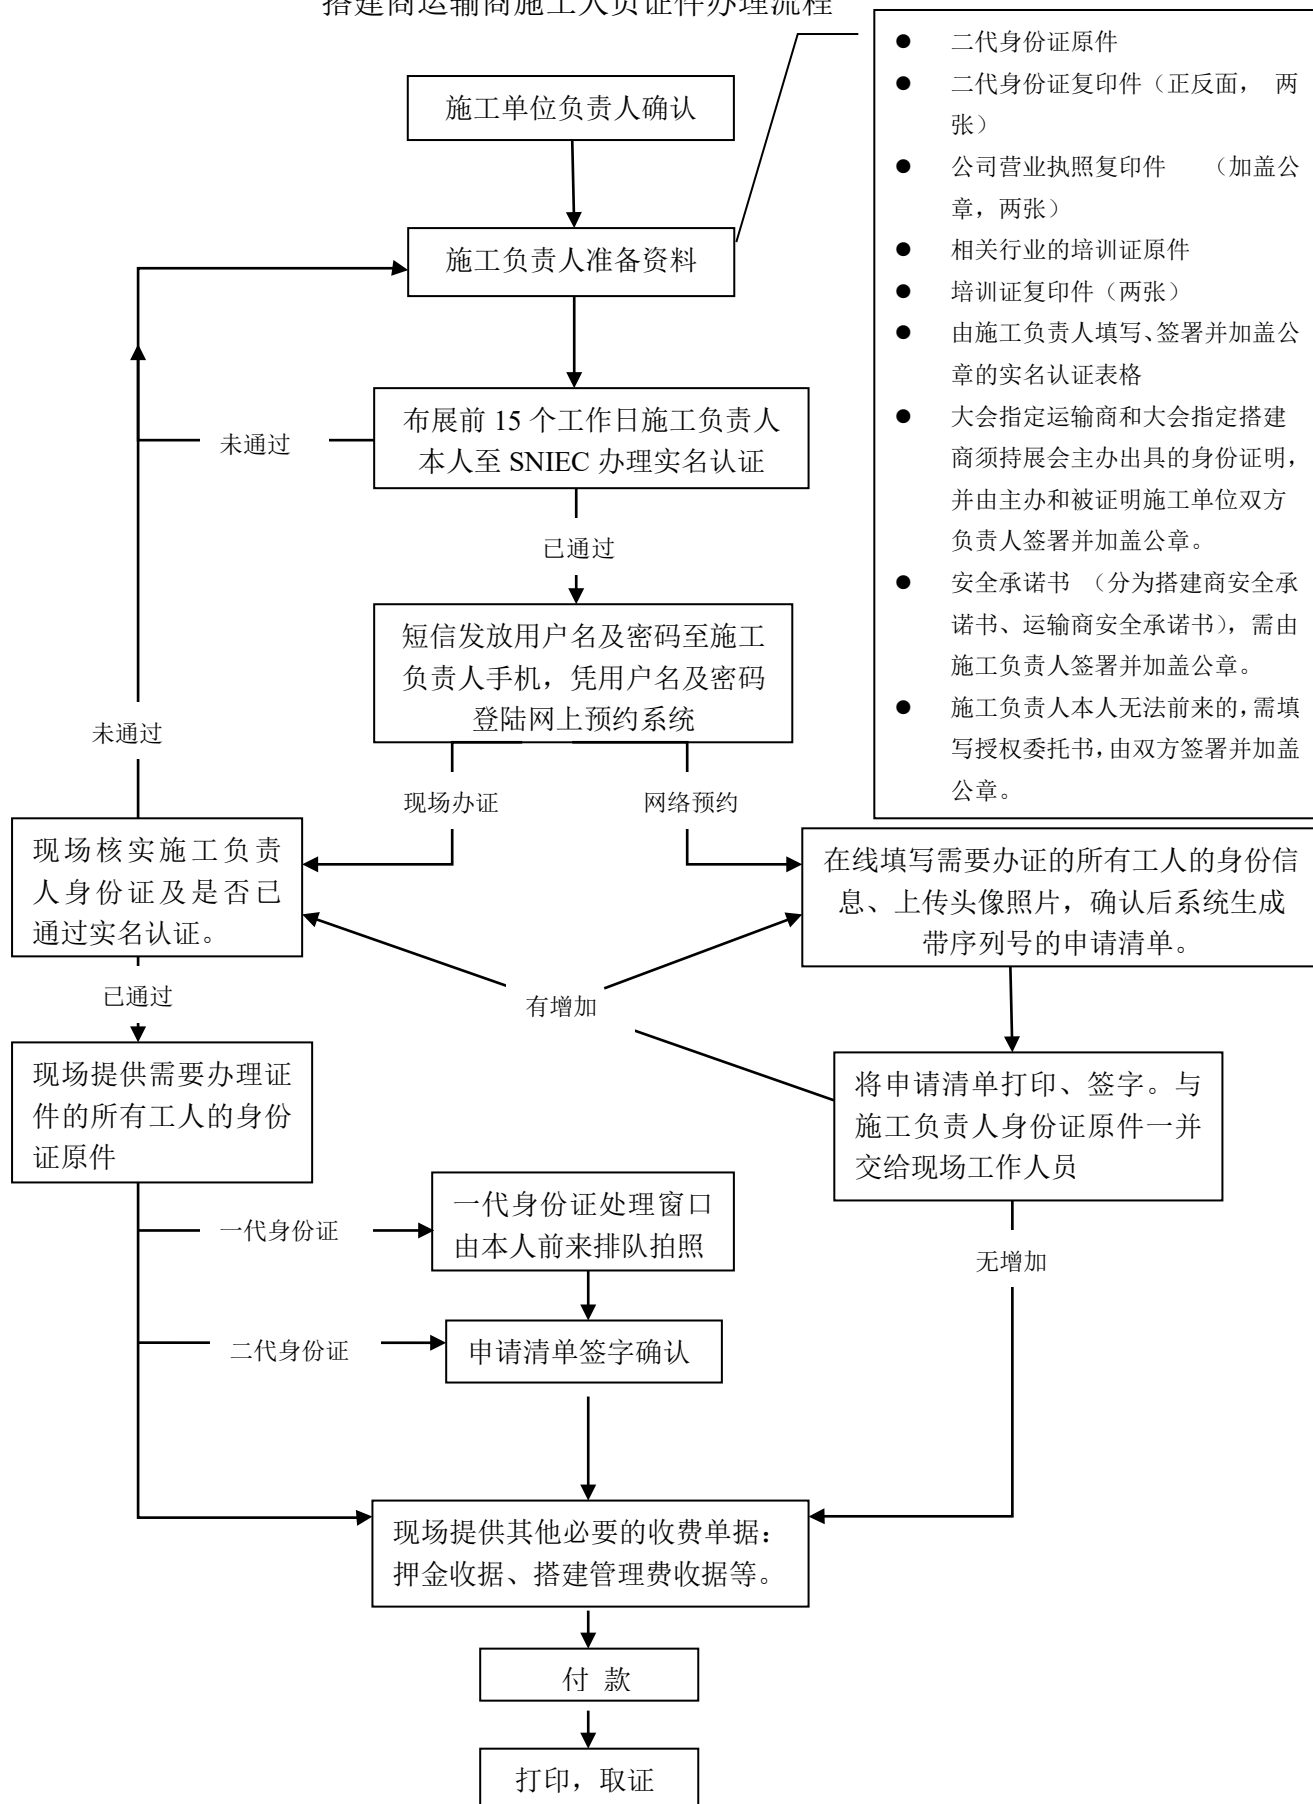 搭建商运输商施工人员证件办理流程
施工单位负责人确认
施工负责人准备资料
● 二代身份证原件
● 二代身份证复印件（正反面， 两
张）
● 公司营业执照复印件 （加盖公
章，两张）
● 相关行业的培训证原件
● 培训证复印件（两张）
● 由施工负责人填写、签署并加盖公
章的实名认证表格
● 大会指定运输商和大会指定搭建
商须持展会主办出具的身份证明，
并由主办和被证明施工单位双方
负责人签署并加盖公章。
● 安全承诺书 （分为搭建商安全承
诺书、运输商安全承诺书），需由
施工负责人签署并加盖公章。
● 施工负责人本人无法前来的，需填
写授权委托书，由双方签署并加盖
公章。
布展前 15 个工作日施工负责人
本人至 SNIEC 办理实名认证
未通过
已通过
短信发放用户名及密码至施工
负责人手机，凭用户名及密码
登陆网上预约系统
未通过
现场办证
网络预约
现场核实施工负责
人身份证及是否已
通过实名认证。
在线填写需要办证的所有工人的身份信
息、上传头像照片，确认后系统生成
带序列号的申请清单。
已通过
有增加
现场提供需要办理证
件的所有工人的身份
证原件
将申请清单打印、签字。与
施工负责人身份证原件一并
交给现场工作人员
一代身份证
一代身份证处理窗口
由本人前来排队拍照
无增加
二代身份证
申请清单签字确认
现场提供其他必要的收费单据：
押金收据、搭建管理费收据等。
付 款
打印，取证